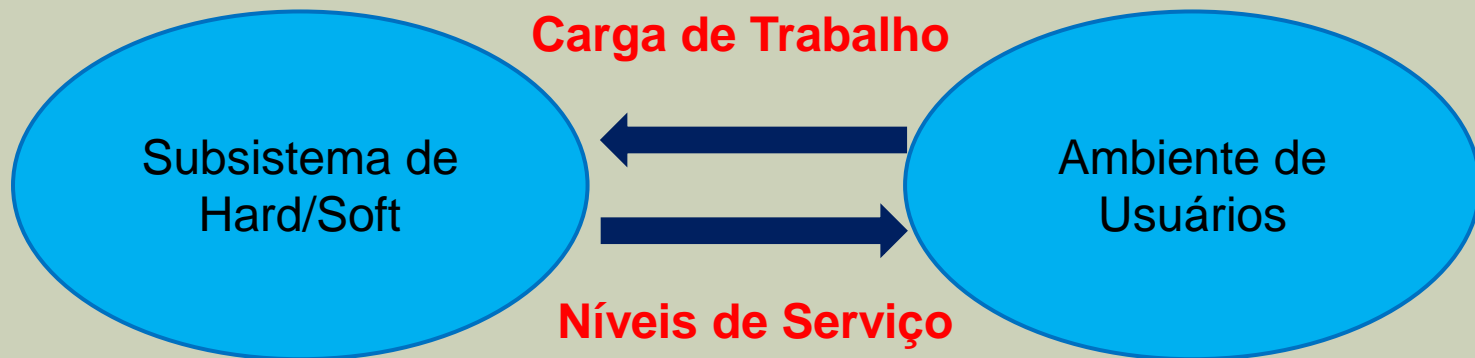 Carga de Trabalho
Subsistema de
Hard/Soft
Ambiente de
Usuários
Níveis de Serviço